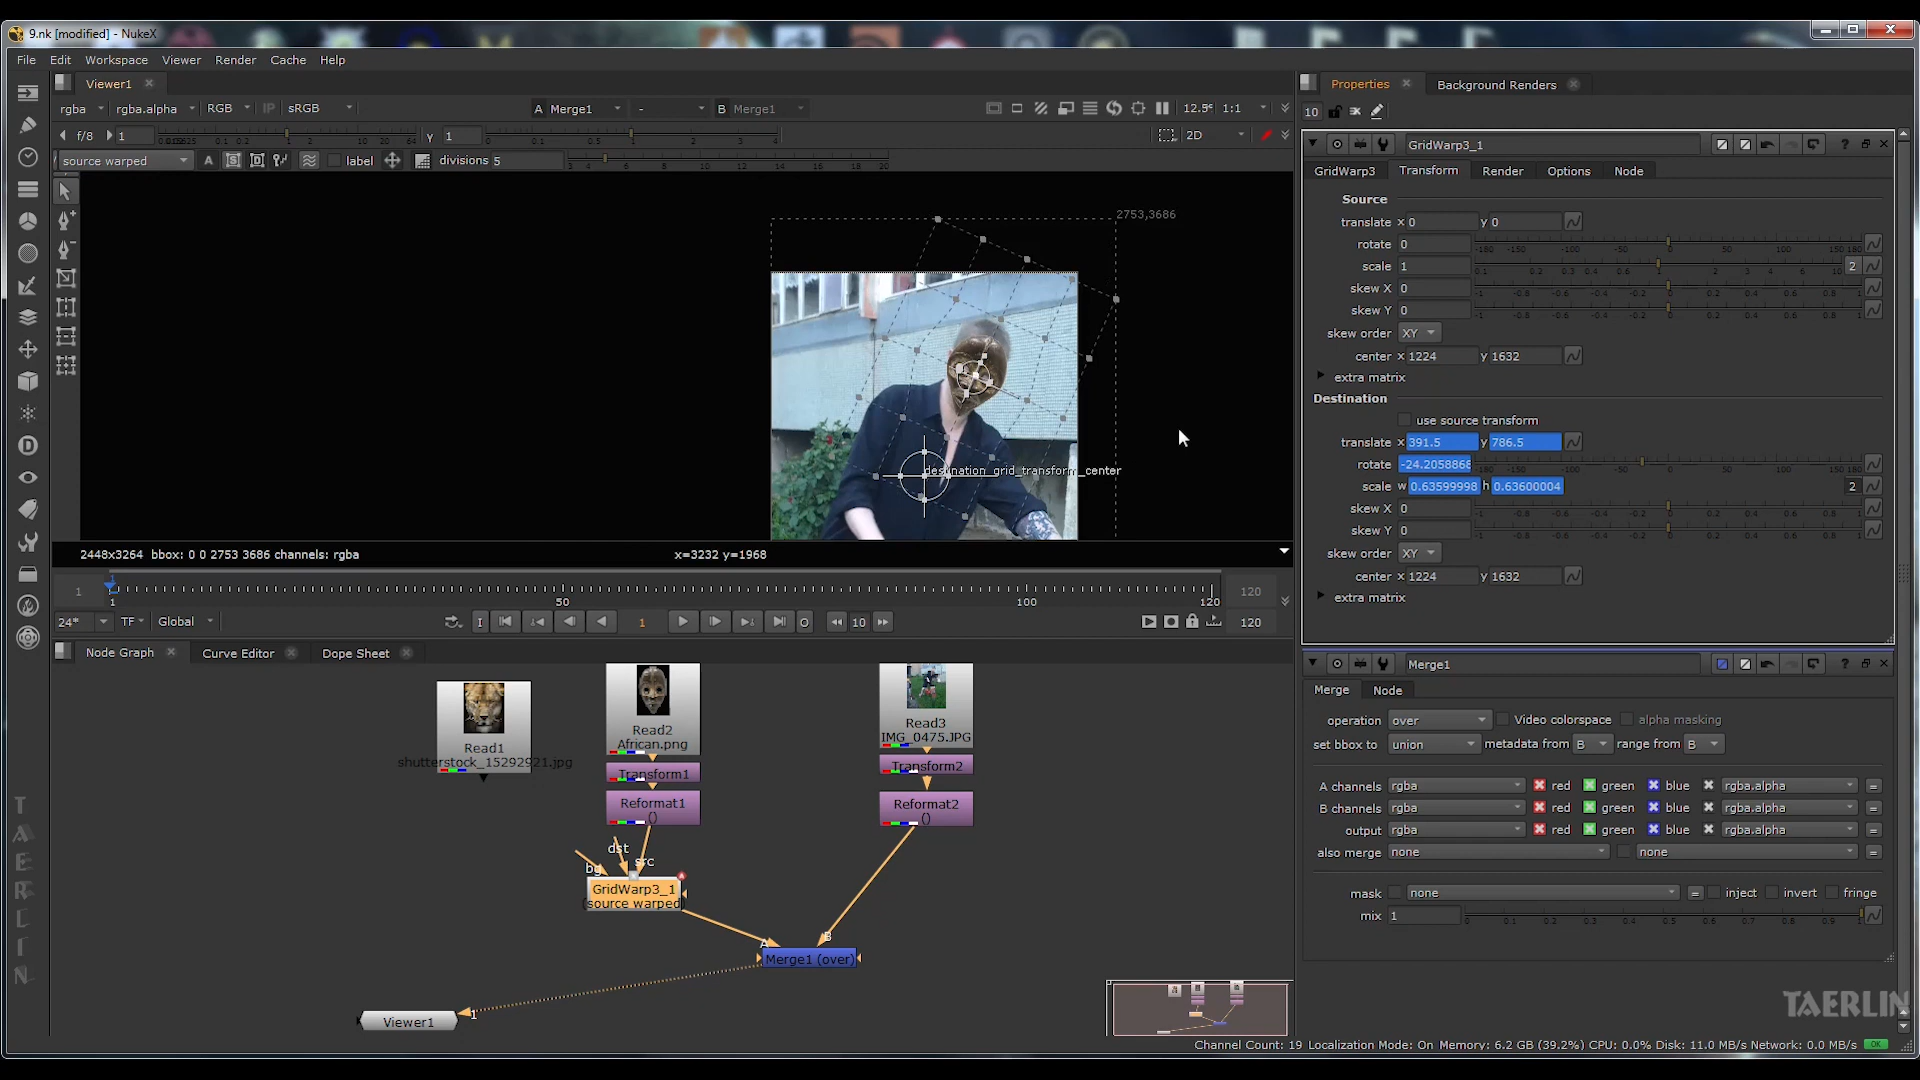 9.nk [modified] - NukeX
File Edit Workspace Viewer Render Cache Help
Viewer1
rgba rgba.alpha RGB IP sRGB A Merge1 - B Merge1 1:1
f/8 1 γ 1 2D
source warped A S D label divisions 5
2753,3686
destination_grid_transform_center
2448x3264 bbox: 0 0 2753 3686 channels: rgba x=3232 y=1968
1 1 50 100 120 120
24* TF Global I 1 O 10 120
Node Graph Curve Editor Dope Sheet
Read1
shutterstock_15292921.jpg
Read2
African.png
Transform1
Reformat1
()
Read3
IMG_0475.JPG
Transform2
Reformat2
()
dst
src
bg
GridWarp3_1
(source warped)
A B
Merge1 (over)
1
Viewer1
TAERLIN
Properties Background Renders
10
GridWarp3_1
GridWarp3 Transform Render Options Node
Source
translate x 0 y 0
rotate 0
scale 1 2
skew X 0
skew Y 0
skew order XY
center x 1224 y 1632
extra matrix
Destination
use source transform
translate x 391.5 y 786.5
rotate -24.2058868
scale w 0.63599998 h 0.63600004 2
skew X 0
skew Y 0
skew order XY
center x 1224 y 1632
extra matrix
Merge1
Merge Node
operation over Video colorspace alpha masking
set bbox to union metadata from B range from B
A channels rgba red green blue rgba.alpha =
B channels rgba red green blue rgba.alpha =
output rgba red green blue rgba.alpha =
also merge none none =
mask none = inject invert fringe
mix 1
TAERLIN
Channel Count: 19 Localization Mode: On Memory: 6.2 GB (39.2%) CPU: 0.0% Disk: 11.0 MB/s Network: 0.0 MB/s OK